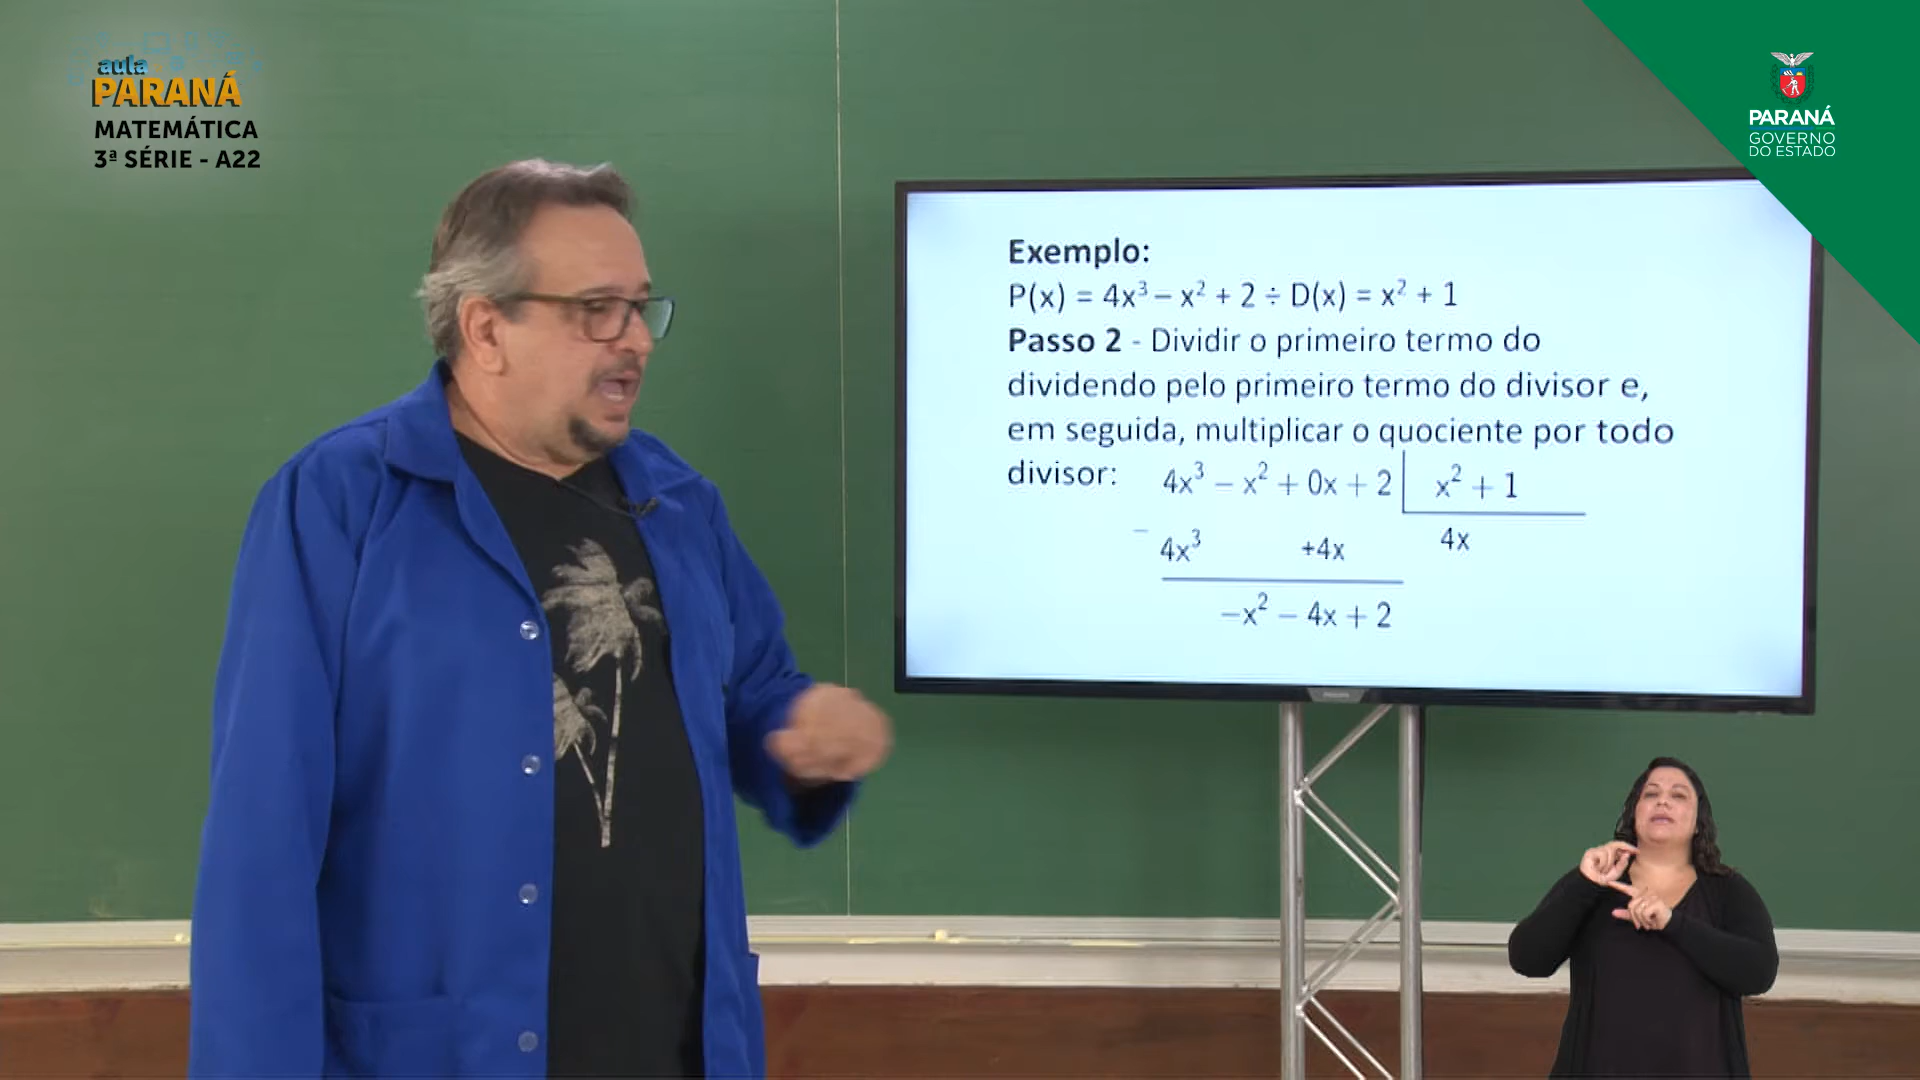 aula
PARANÁ
MATEMÁTICA
3ª SÉRIE - A22
PARANÁ
GOVERNO
DO ESTADO
Exemplo:
P(x) = 4x³ – x² + 2 ÷ D(x) = x² + 1
Passo 2 - Dividir o primeiro termo do
dividendo pelo primeiro termo do divisor e,
em seguida, multiplicar o quociente por todo
divisor: 4x³ – x² + 0x + 2 x² + 1
– 4x³ +4x 4x
–x² – 4x + 2